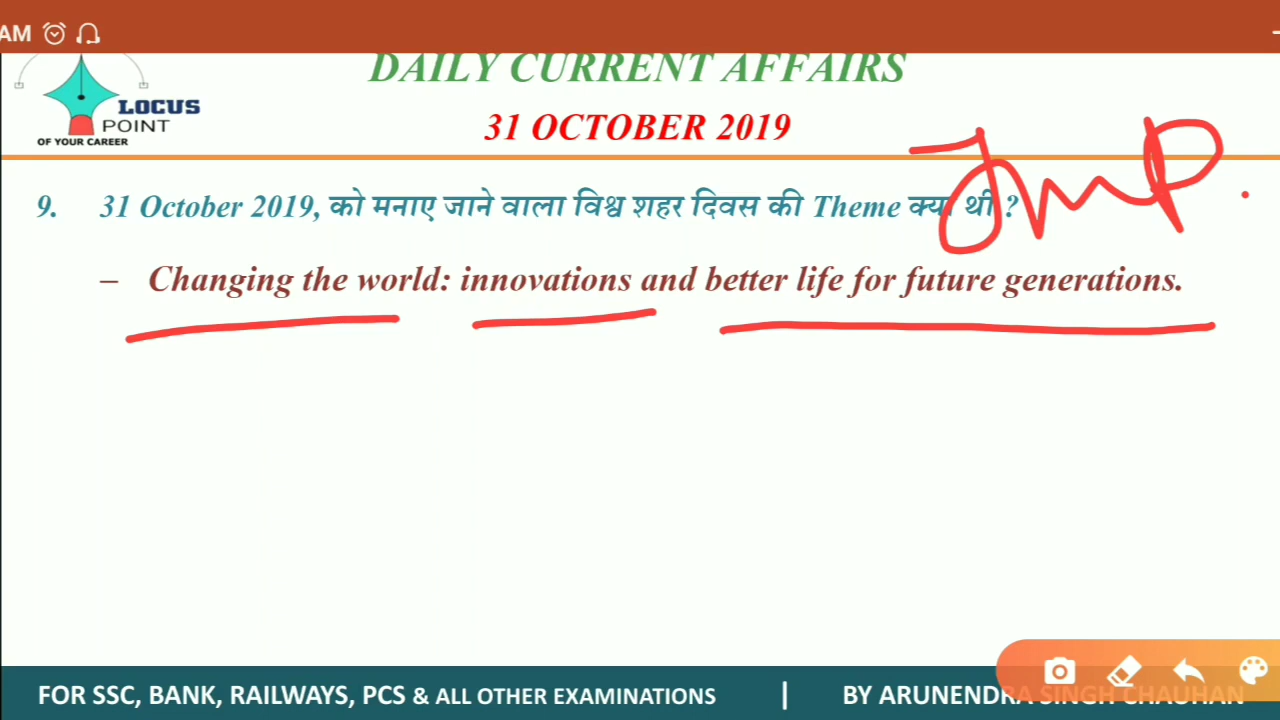 AM
DAILY CURRENT AFFAIRS
LOCUS
POINT
OF YOUR CAREER
31 OCTOBER 2019
Imp.
9. 31 October 2019, को मनाए जाने वाला विश्व शहर दिवस की Theme क्या थी ?
– Changing the world: innovations and better life for future generations.
FOR SSC, BANK, RAILWAYS, PCS & ALL OTHER EXAMINATIONS | BY ARUNENDRA SINGH CHAUHAN